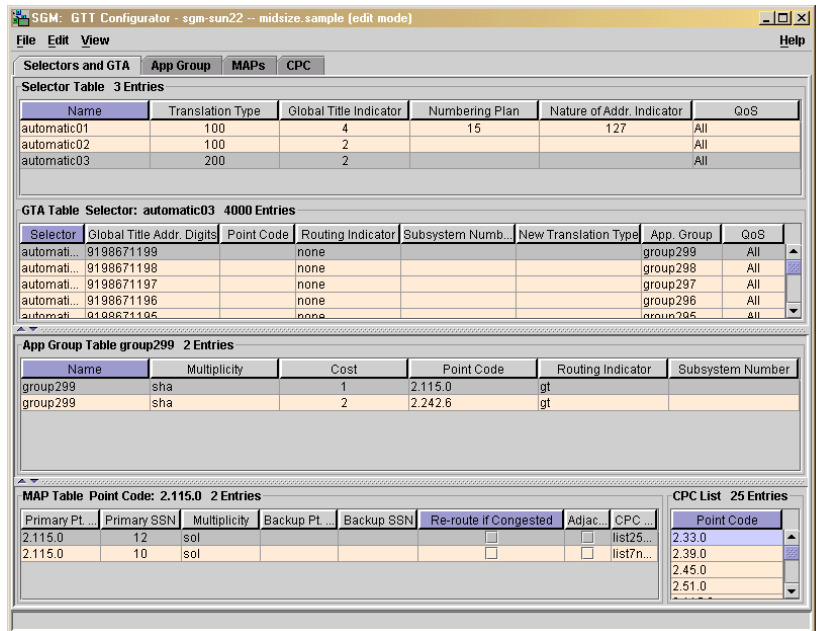 SGM: GTT Configurator - sgm-sun22 -- midsize.sample (edit mode)
File Edit View Help
Selectors and GTA App Group MAPs CPC
Selector Table 3 Entries
Name Translation Type Global Title Indicator Numbering Plan Nature of Addr. Indicator QoS
automatic01 100 4 15 127 All
automatic02 100 2 All
automatic03 200 2 All
GTA Table Selector: automatic03 4000 Entries
Selector Global Title Addr. Digits Point Code Routing Indicator Subsystem Numb... New Translation Type App. Group QoS
automati... 9198671199 none group299 All
automati... 9198671198 none group298 All
automati... 9198671197 none group297 All
automati... 9198671196 none group296 All
automati... 9198671195 none group295 All
App Group Table group299 2 Entries
Name Multiplicity Cost Point Code Routing Indicator Subsystem Number
group299 sha 1 2.115.0 gt
group299 sha 2 2.242.6 gt
MAP Table Point Code: 2.115.0 2 Entries
Primary Pt. ... Primary SSN Multiplicity Backup Pt. ... Backup SSN Re-route if Congested Adjac... CPC ...
2.115.0 12 sol list25...
2.115.0 10 sol list7n...
CPC List 25 Entries
Point Code
2.33.0
2.39.0
2.45.0
2.51.0